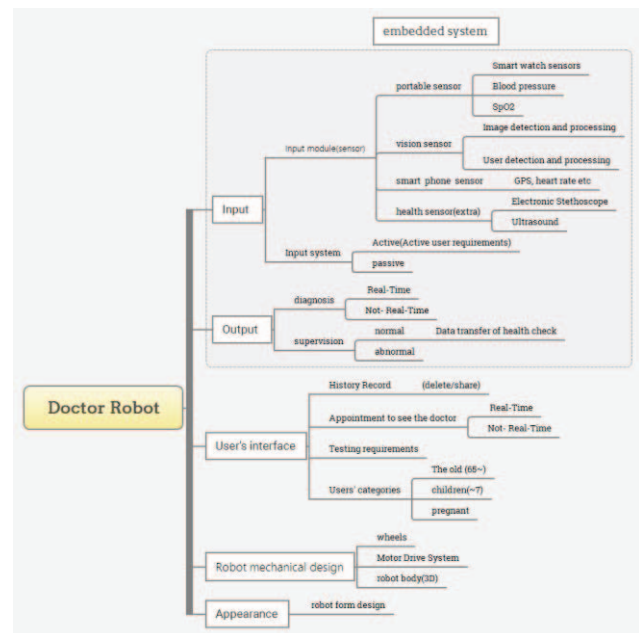 embedded system
Doctor Robot
Input
Input module(sensor)
portable sensor
Smart watch sensors
Blood pressure
SpO2
vision sensor
Image detection and processing
User detection and processing
smart phone sensor
GPS, heart rate etc
health sensor(extra)
Electronic Stethoscope
Ultrasound
Input system
Active(Active user requirements)
passive
Output
diagnosis
Real-Time
Not- Real-Time
supervision
normal
Data transfer of health check
abnormal
User's interface
History Record
(delete/share)
Appointment to see the doctor
Real-Time
Not- Real-Time
Testing requirements
Users' categories
The old (65~)
children(~7)
pregnant
Robot mechanical design
wheels
Motor Drive System
robot body(3D)
Appearance
robot form design